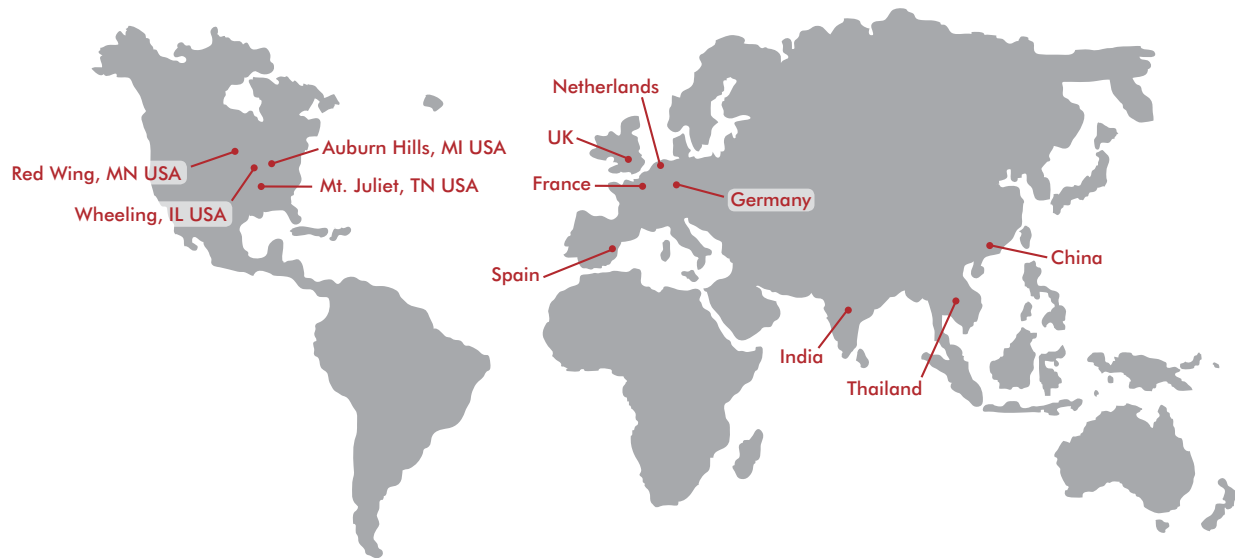 Netherlands
UK
Auburn Hills, MI USA
Red Wing, MN USA
France
Mt. Juliet, TN USA
Germany
Wheeling, IL USA
China
Spain
India
Thailand